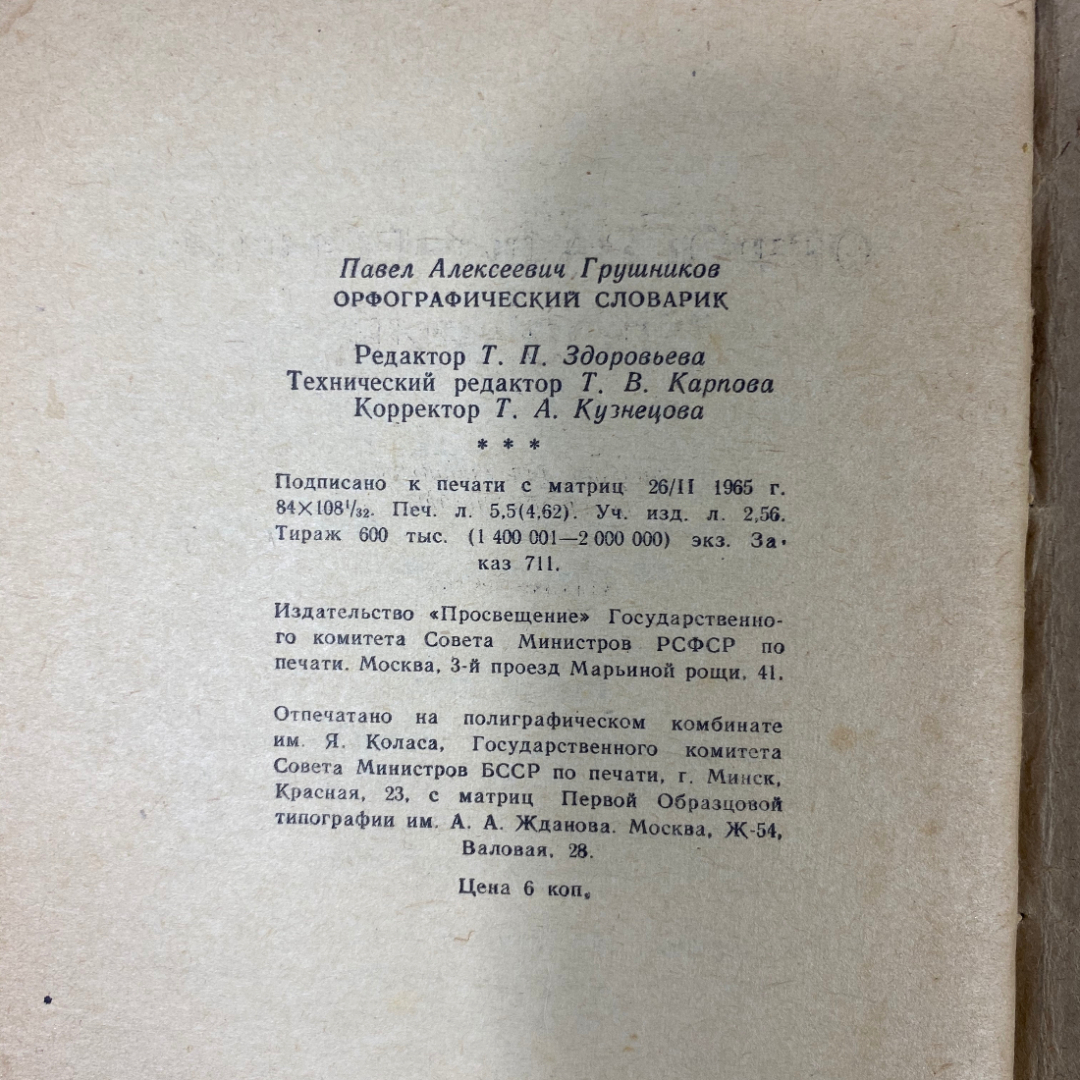 Павел Алексеевич Грушников
ОРФОГРАФИЧЕСКИЙ СЛОВАРИК
Редактор Т. П. Здоровьева
Технический редактор Т. В. Карпова
Корректор Т. А. Кузнецова
* * *
Подписано к печати с матриц 26/II 1965 г.
84×108¹/₃₂. Печ. л. 5,5(4,62). Уч. изд. л. 2,56.
Тираж 600 тыс. (1 400 001—2 000 000) экз. За-
каз 711.
Издательство «Просвещение» Государственно-
го комитета Совета Министров РСФСР по
печати. Москва, 3-й проезд Марьиной рощи, 41.
Отпечатано на полиграфическом комбинате
им. Я. Коласа, Государственного комитета
Совета Министров БССР по печати, г. Минск,
Красная, 23, с матриц Первой Образцовой
типографии им. А. А. Жданова. Москва, Ж-54,
Валовая, 28.
Цена 6 коп.